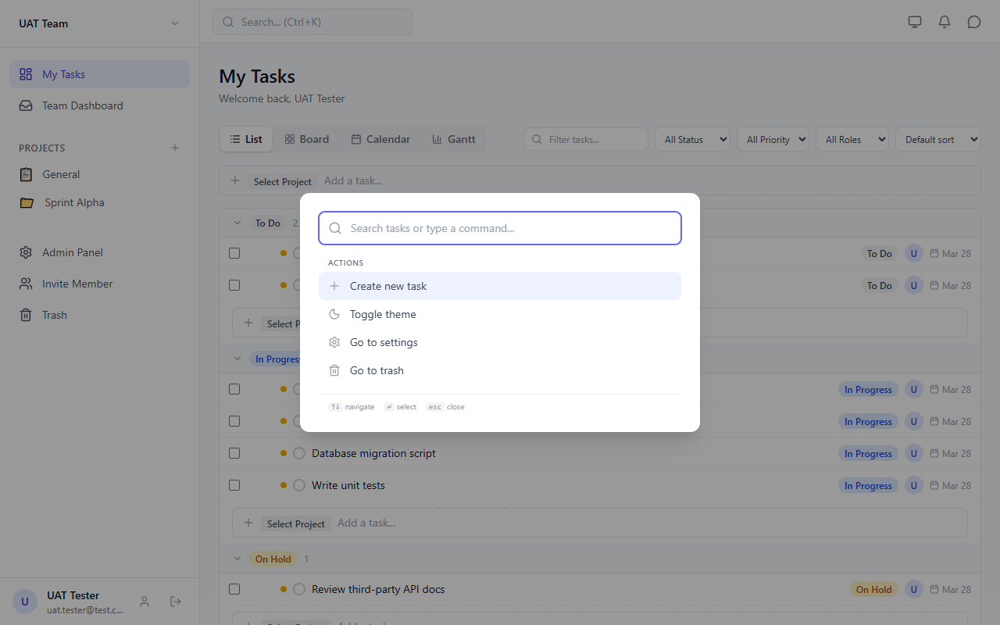 UAT Team
Search... (Ctrl+K)
My Tasks
Team Dashboard
PROJECTS
General
Sprint Alpha
Admin Panel
Invite Member
Trash
UAT Tester
uat.tester@test.c...
U
My Tasks
Welcome back, UAT Tester
List
Board
Calendar
Gantt
Filter tasks...
All Status
All Priority
All Roles
Default sort
Select Project
Add a task...
To Do 2
To Do U Mar 28
To Do U Mar 28
Select P
In Progress
In Progress U Mar 28
In Progress U Mar 28
Database migration script In Progress U Mar 28
Write unit tests In Progress U Mar 28
Select Project Add a task...
On Hold 1
Review third-party API docs On Hold U Mar 28
Search tasks or type a command...
ACTIONS
Create new task
Toggle theme
Go to settings
Go to trash
↑↓ navigate ↵ select esc close